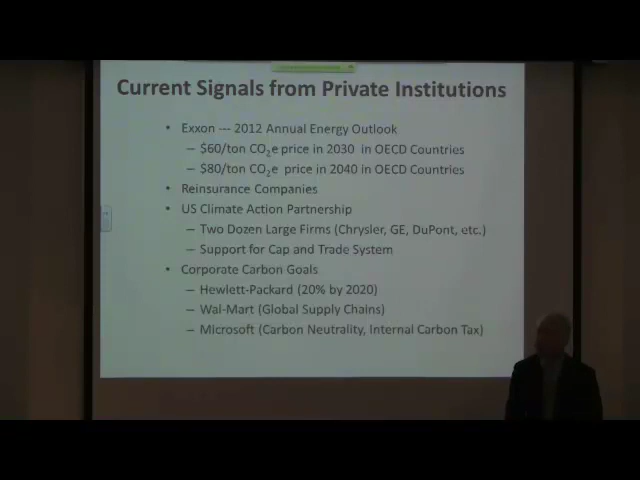 Current Signals from Private Institutions
• Exxon --- 2012 Annual Energy Outlook
– $60/ton CO₂e price in 2030 in OECD Countries
– $80/ton CO₂e price in 2040 in OECD Countries
• Reinsurance Companies
• US Climate Action Partnership
– Two Dozen Large Firms (Chrysler, GE, DuPont, etc.)
– Support for Cap and Trade System
• Corporate Carbon Goals
– Hewlett-Packard (20% by 2020)
– Wal-Mart (Global Supply Chains)
– Microsoft (Carbon Neutrality, Internal Carbon Tax)